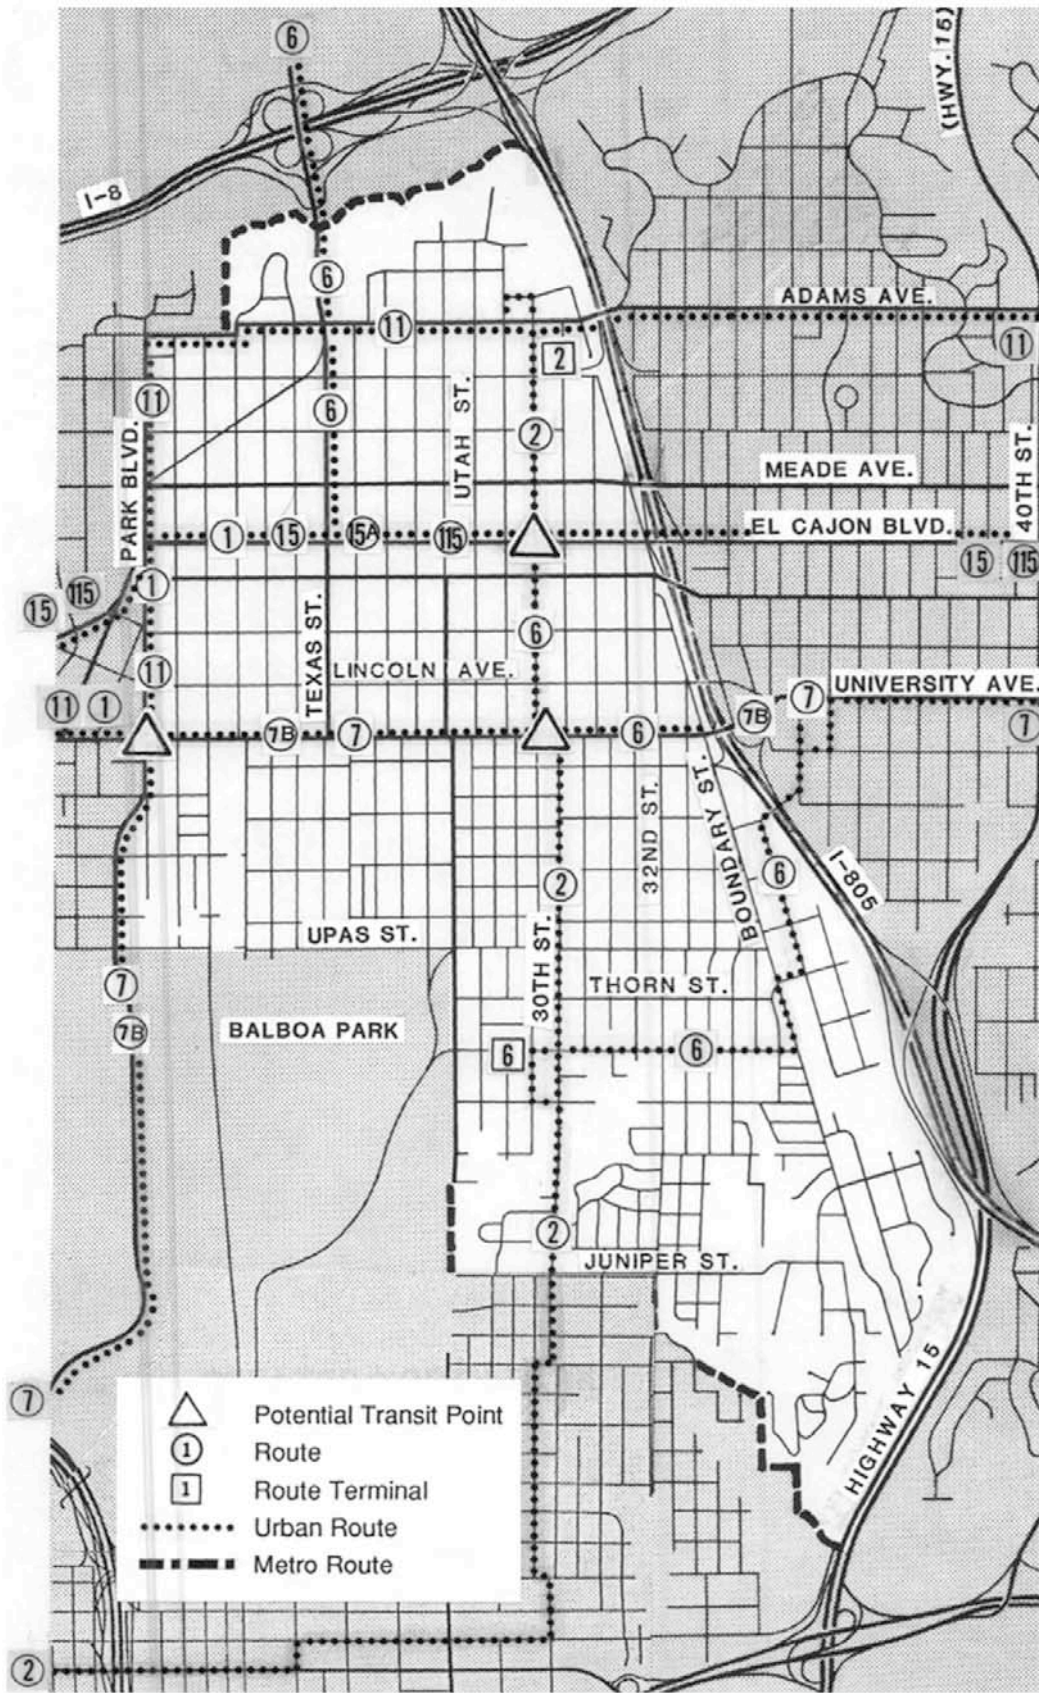 6
(HWY. 15)
I-8
6
ADAMS AVE.
11
11
2
11
6
UTAH ST.
2
PARK BLVD.
MEADE AVE.
40TH ST.
1
15
15A
115
EL CAJON BLVD.
15
115
15
115
1
TEXAS ST.
6
11
LINCOLN AVE.
UNIVERSITY AVE.
11
1
7B
7
6
7B
7
7
32ND ST.
BOUNDARY ST.
2
6
I-805
UPAS ST.
30TH ST.
THORN ST.
7
7B
BALBOA PARK
6
6
2
JUNIPER ST.
HIGHWAY 15
7
Potential Transit Point
1 Route
1 Route Terminal
Urban Route
Metro Route
2